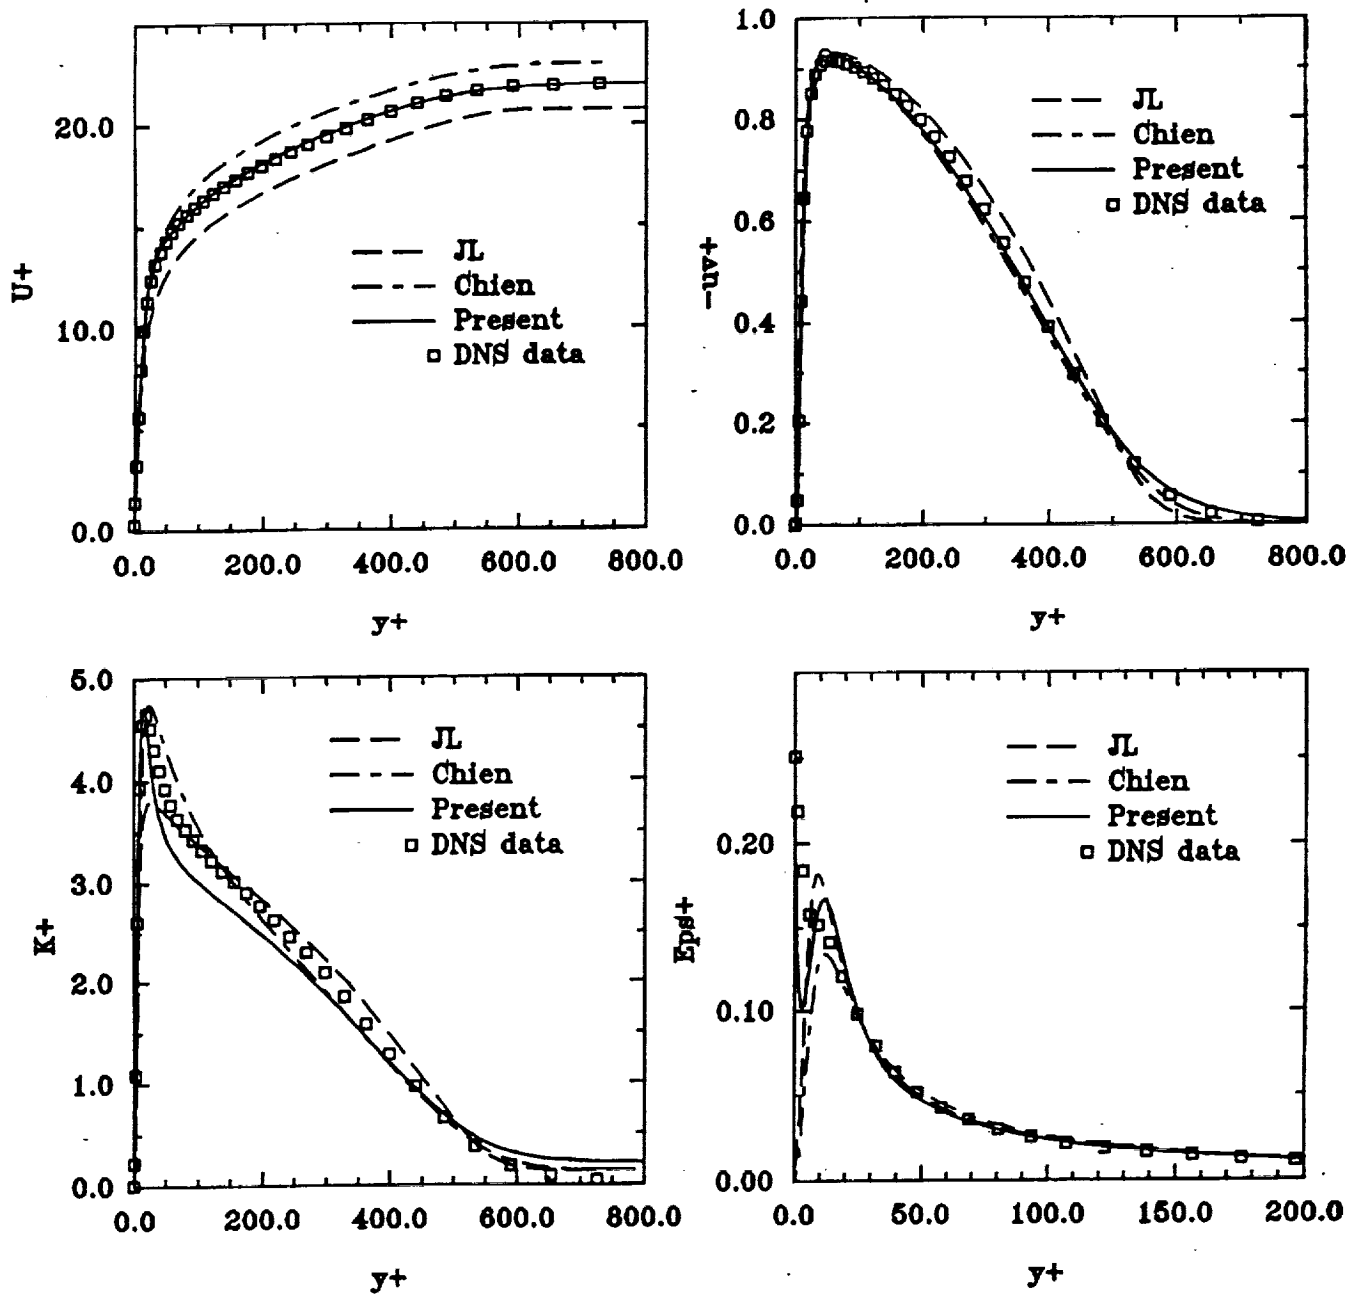 U+
20.0
10.0
0.0
0.0 200.0 400.0 600.0 800.0
y+
JL
Chien
Present
DNS data
-uv+
1.0
0.8
0.6
0.4
0.2
0.0
0.0 200.0 400.0 600.0 800.0
y+
JL
Chien
Present
DNS data
K+
5.0
4.0
3.0
2.0
1.0
0.0
0.0 200.0 400.0 600.0 800.0
y+
JL
Chien
Present
DNS data
Eps+
0.20
0.10
0.00
0.0 50.0 100.0 150.0 200.0
y+
JL
Chien
Present
DNS data